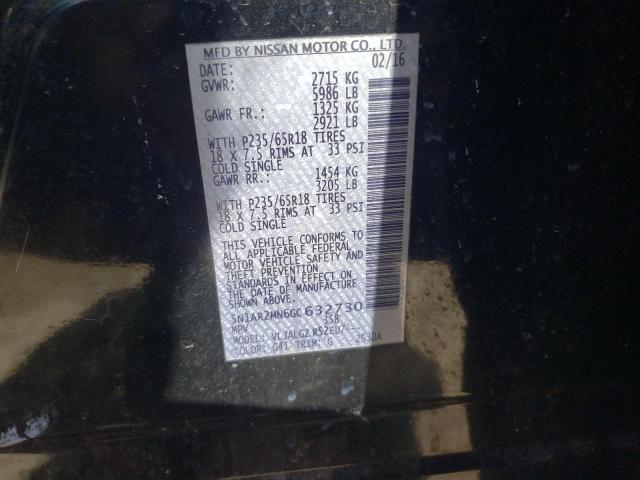 MFD BY NISSAN MOTOR CO., LTD.
DATE: 02/16
GVWR: 2715 KG
5986 LB
GAWR FR.: 1325 KG
2921 LB
WITH P235/65R18 TIRES
18 X 7.5 RIMS AT 33 PSI
COLD SINGLE
GAWR RR.: 1454 KG
3205 LB
WITH P235/65R18 TIRES
18 X 7.5 RIMS AT 33 PSI
COLD SINGLE
THIS VEHICLE CONFORMS TO
ALL APPLICABLE FEDERAL
MOTOR VEHICLE SAFETY AND
THEFT PREVENTION
STANDARDS IN EFFECT ON
THE DATE OF MANUFACTURE
SHOWN ABOVE.
5N1AR2MN6GC632730
MPV
MODEL:
COLOR: G41 TRIM: G